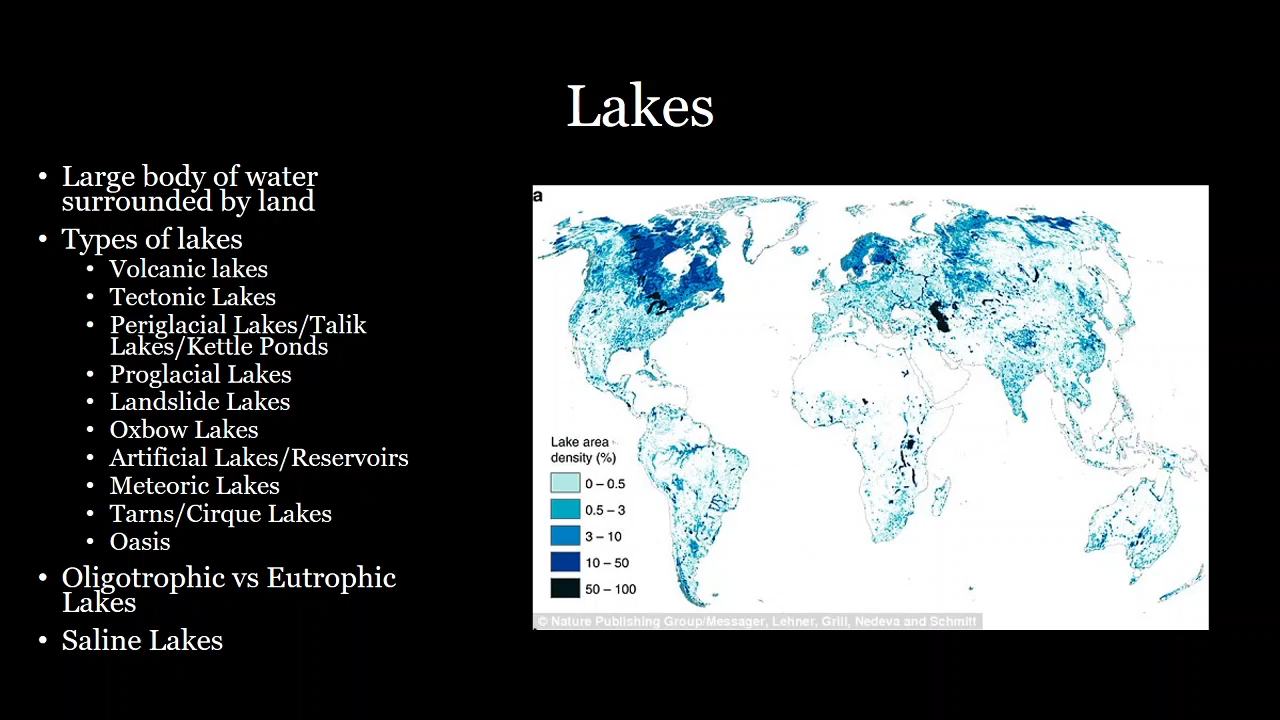 Lakes
• Large body of water
surrounded by land
• Types of lakes
• Volcanic lakes
• Tectonic Lakes
• Periglacial Lakes/Talik
Lakes/Kettle Ponds
• Proglacial Lakes
• Landslide Lakes
• Oxbow Lakes
• Artificial Lakes/Reservoirs
• Meteoric Lakes
• Tarns/Cirque Lakes
• Oasis
• Oligotrophic vs Eutrophic
Lakes
• Saline Lakes
a
Lake area
density (%)
0 – 0.5
0.5 – 3
3 – 10
10 – 50
50 – 100
© Nature Publishing Group/Messager, Lehner, Grill, Nedeva and Schmitt